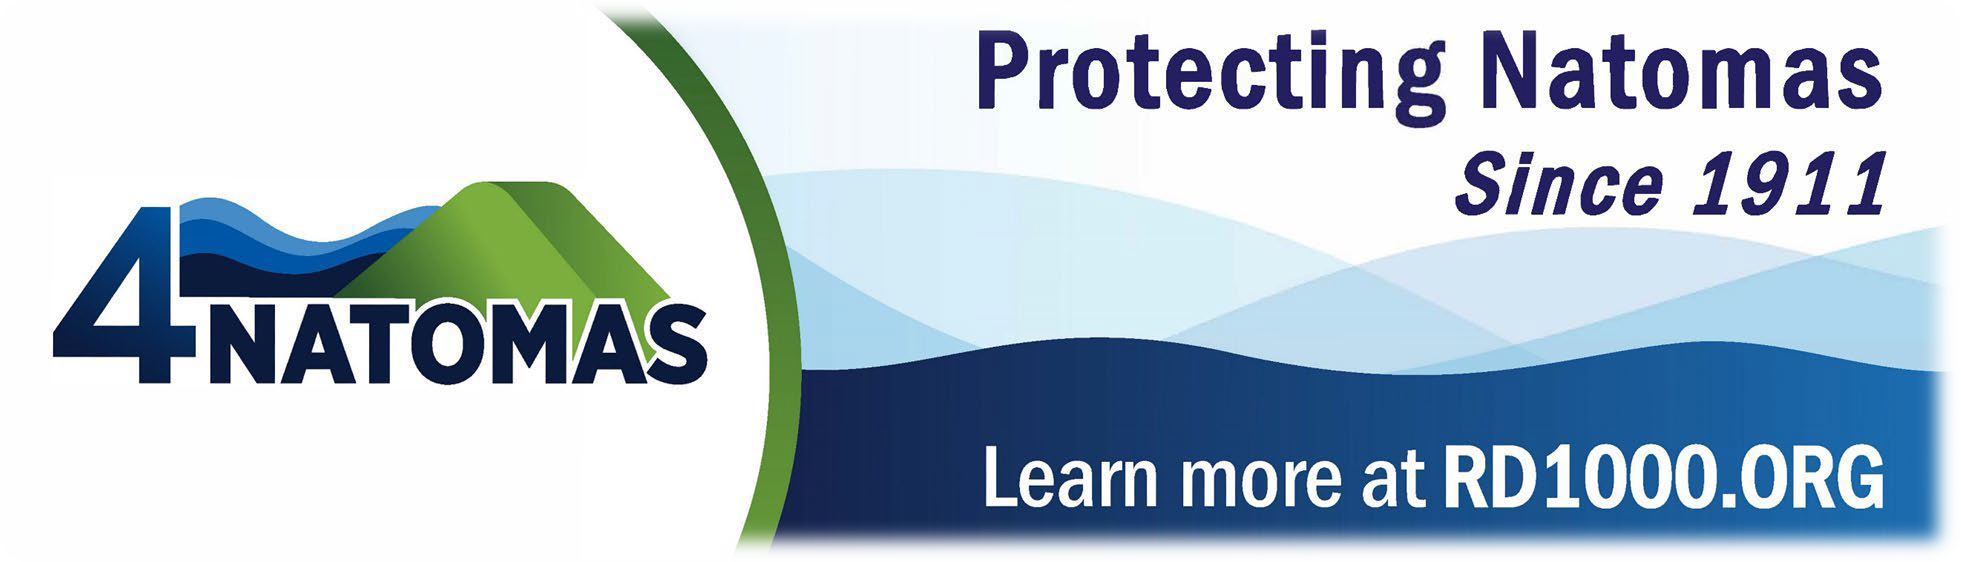 4NATOMAS
Protecting Natomas
Since 1911
Learn more at RD1000.ORG